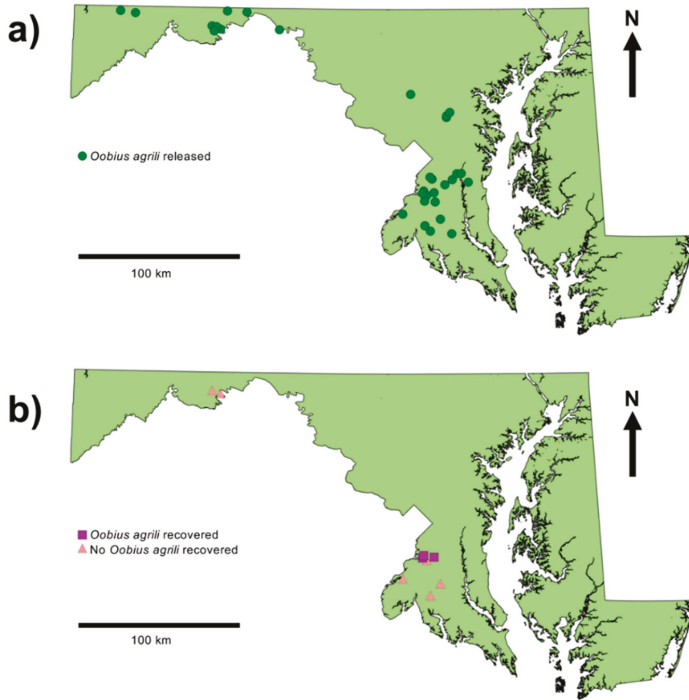 a)
N
Oobius agrili released
100 km
b)
N
Oobius agrili recovered
No Oobius agrili recovered
100 km